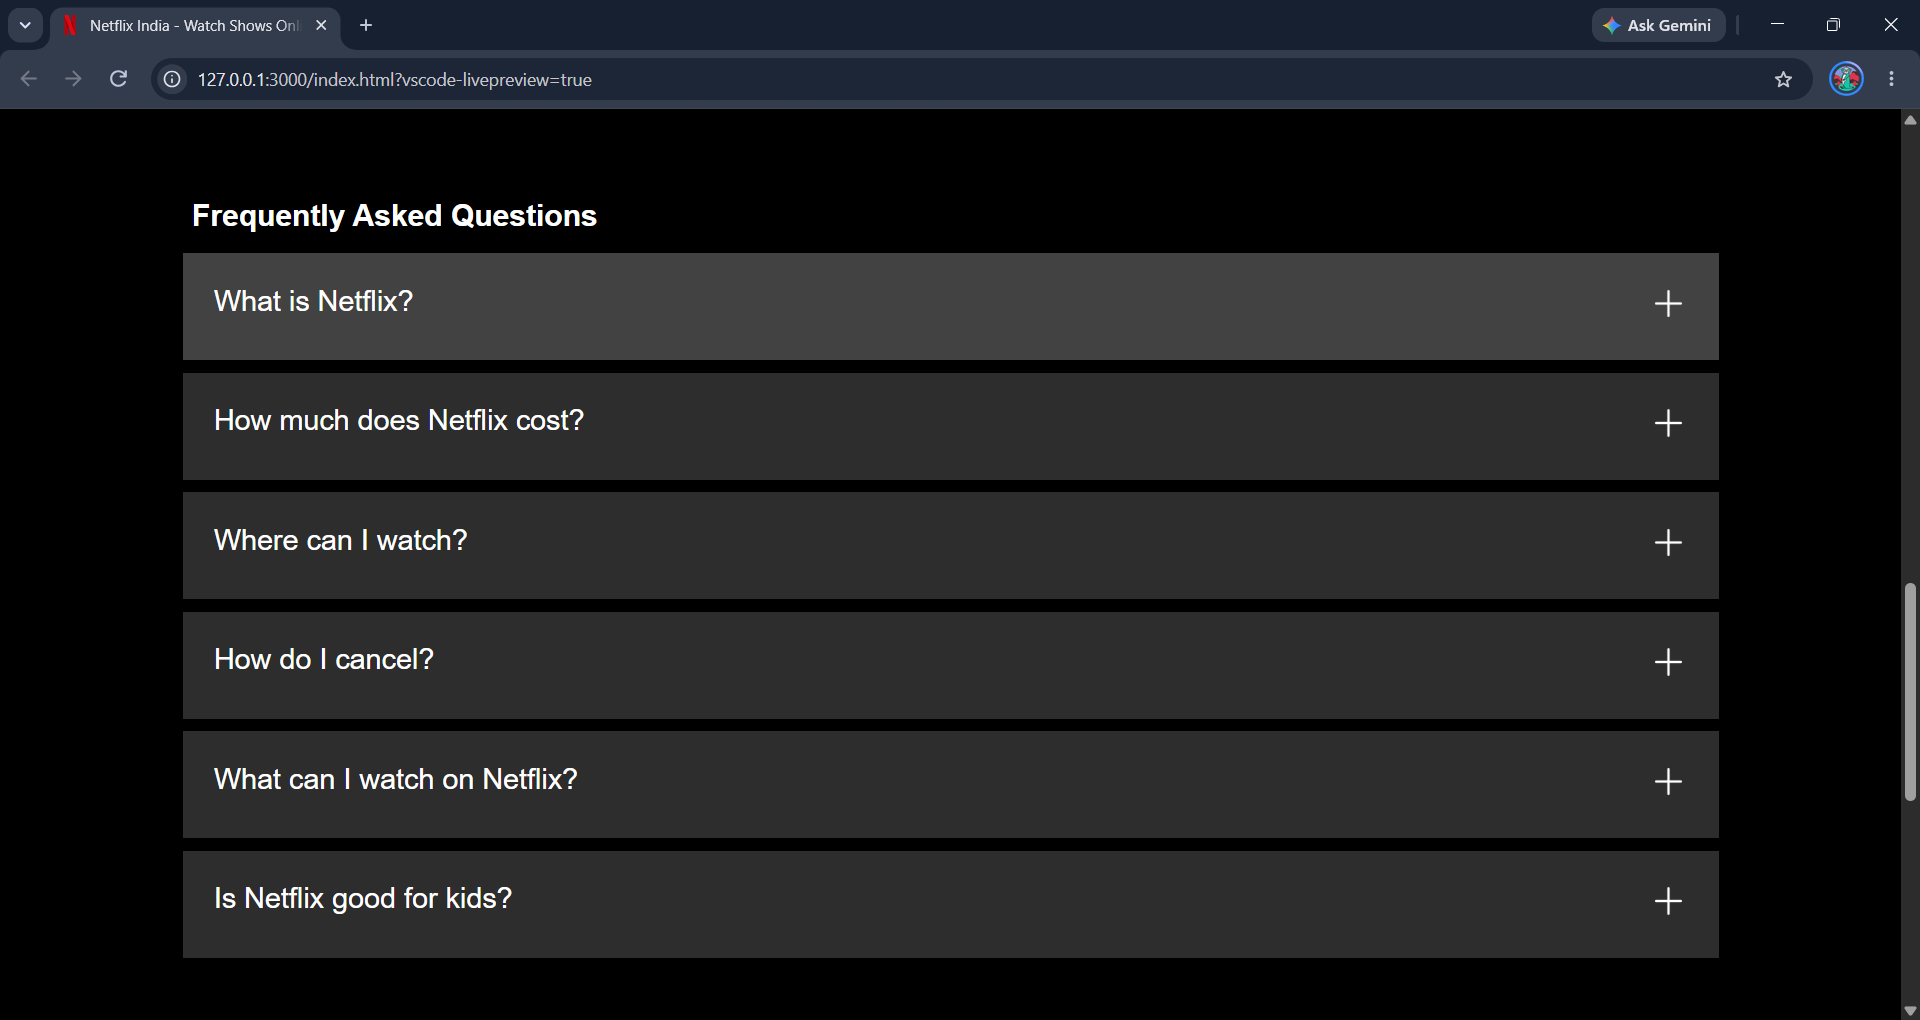 Netflix India - Watch Shows Onl
Ask Gemini
127.0.0.1:3000/index.html?vscode-livepreview=true
Frequently Asked Questions
What is Netflix?
How much does Netflix cost?
Where can I watch?
How do I cancel?
What can I watch on Netflix?
Is Netflix good for kids?